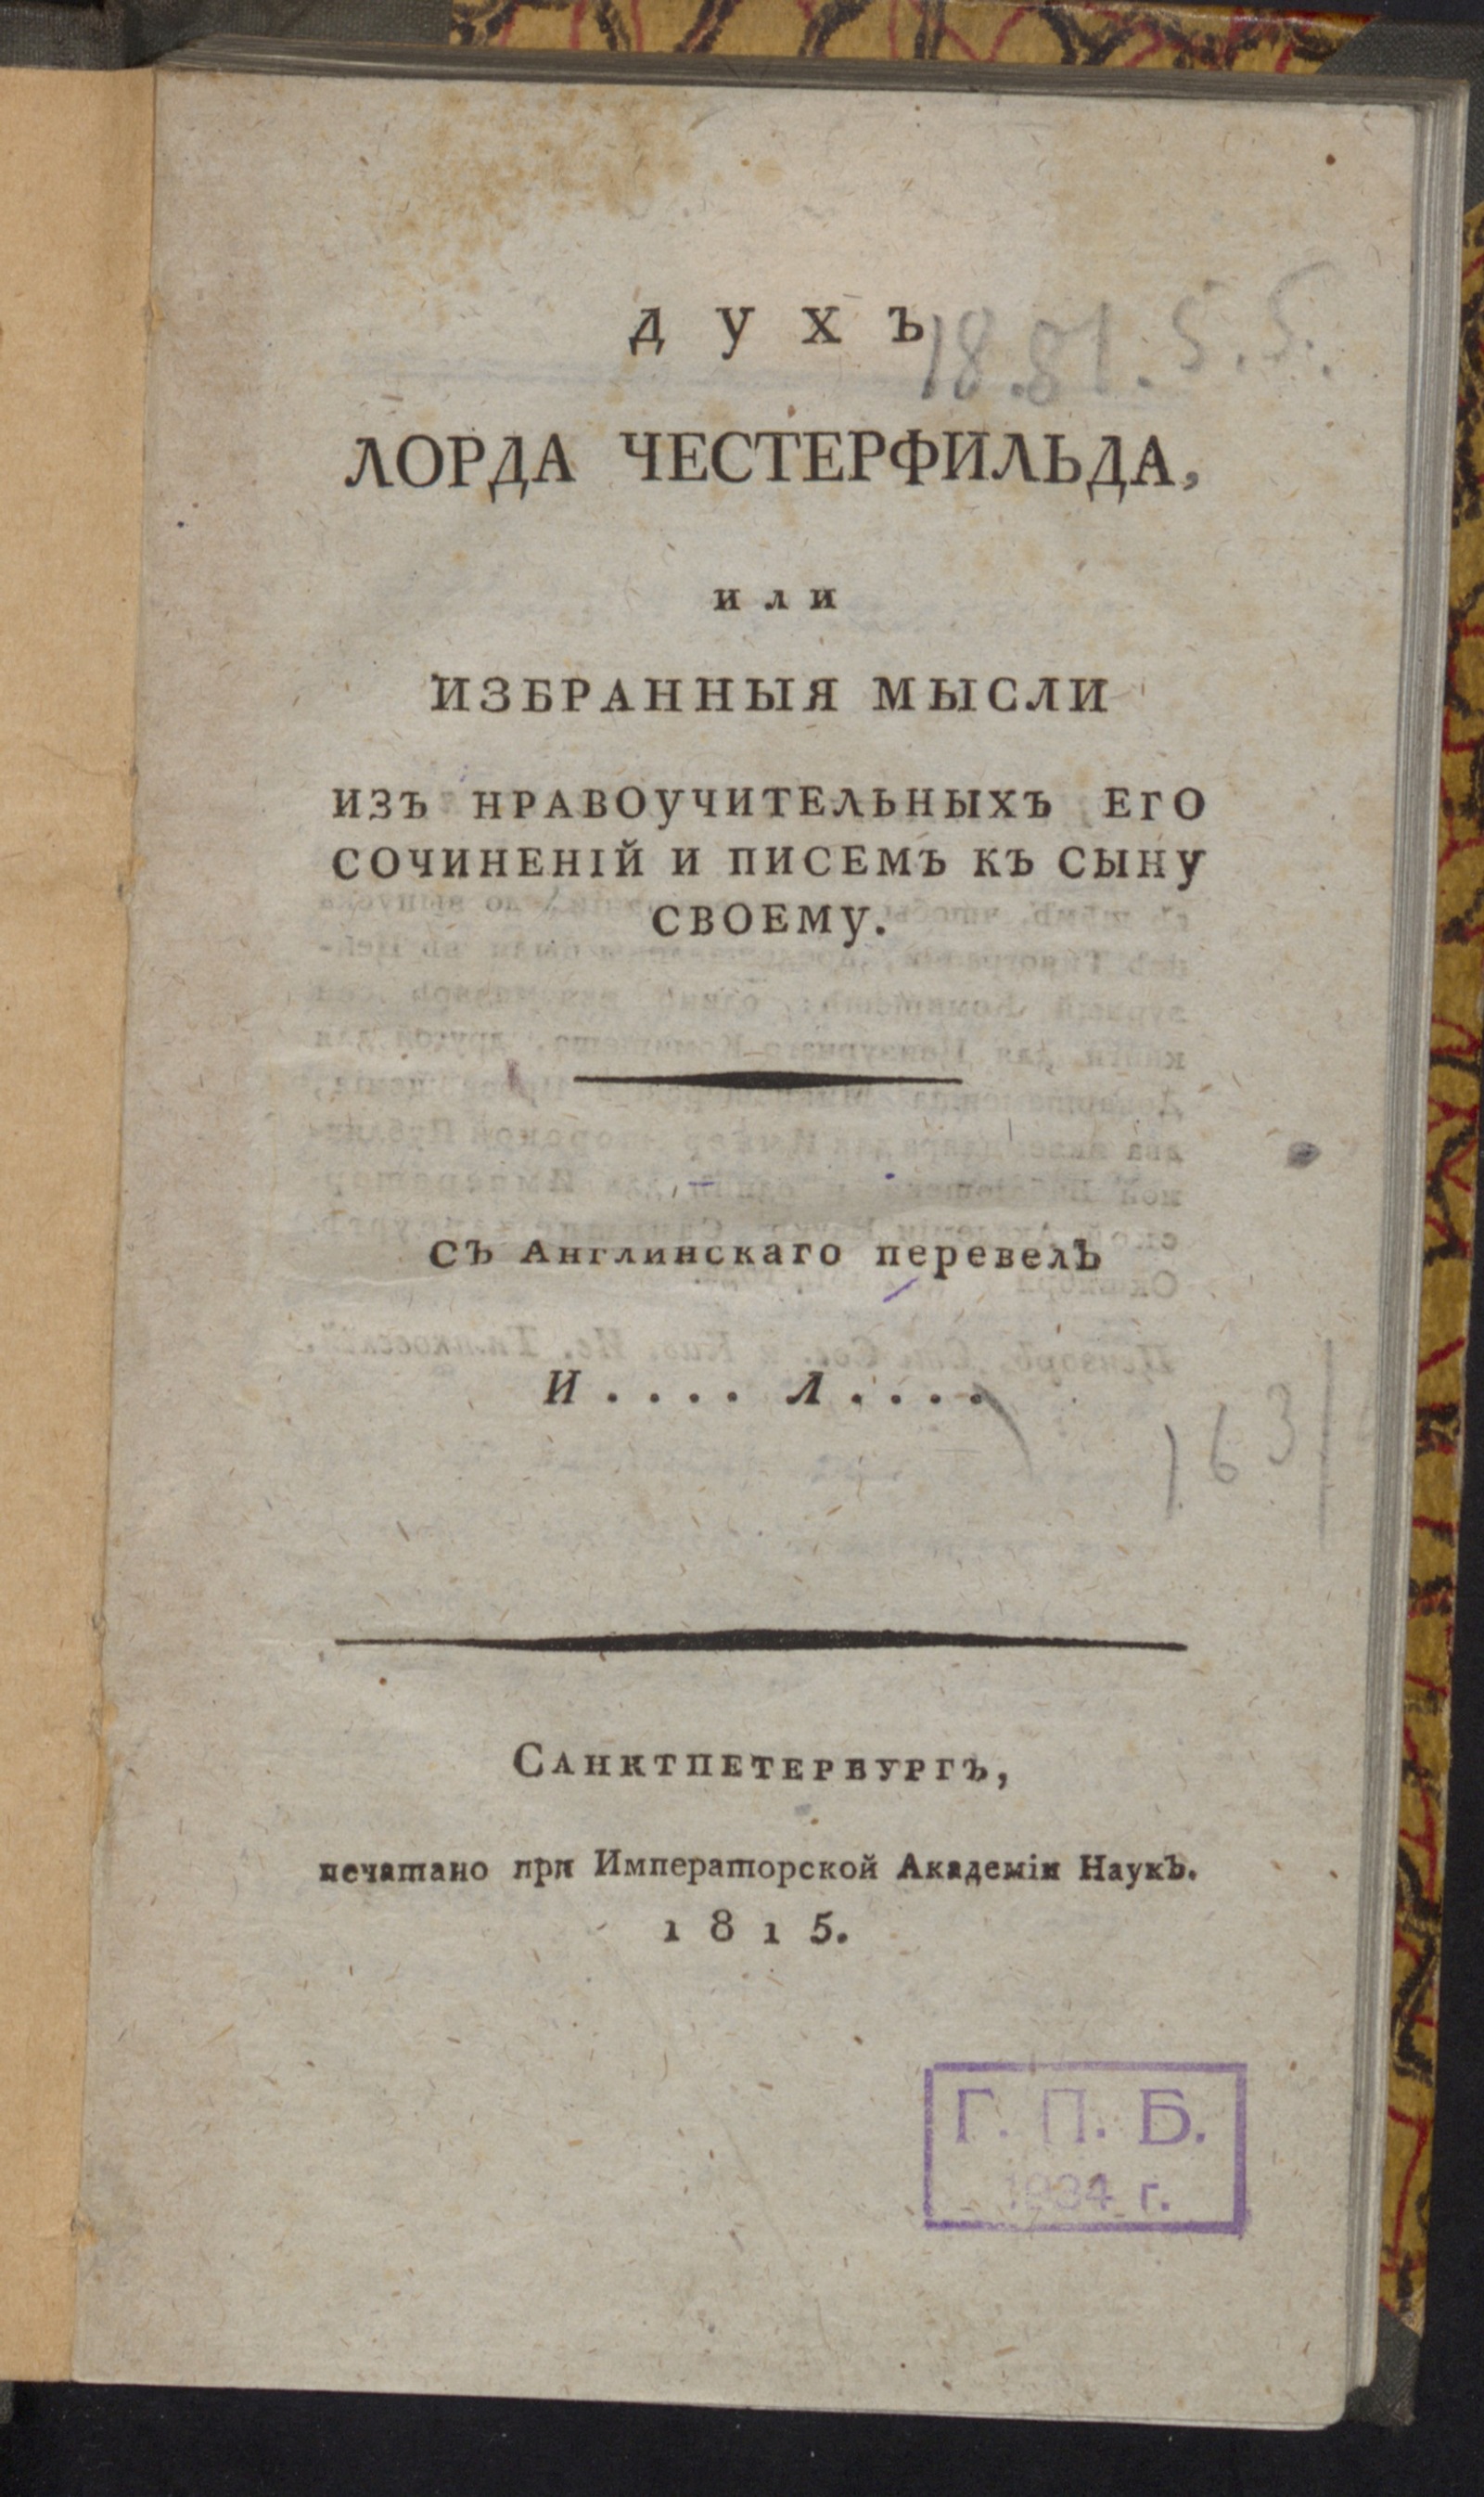 ДУХЪ
18.81.5.5.
ЛОРДА ЧЕСТЕРФИЛЬДА,
или
ИЗБРАННЫЯ МЫСЛИ
ИЗЪ НРАВОУЧИТЕЛЬНЫХЪ ЕГО
СОЧИНЕНІЙ И ПИСЕМЪ КЪ СЫНУ
СВОЕМУ.
Съ Англинскаго перевелъ
И.... Л....
163
САНКТПЕТЕРБУРГЪ,
печатано при Императорской Академіи Наукъ.
1815.
Г. П. Б.
1934 г.